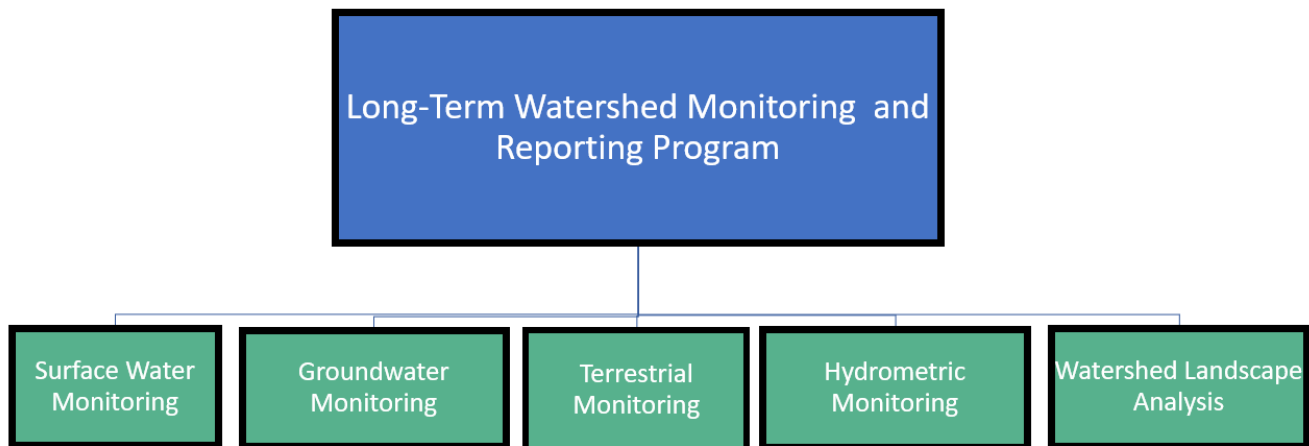 Long-Term Watershed Monitoring  and
Reporting Program
Surface Water
Monitoring
Groundwater
Monitoring
Terrestrial
Monitoring
Hydrometric
Monitoring
Watershed Landscape
Analysis